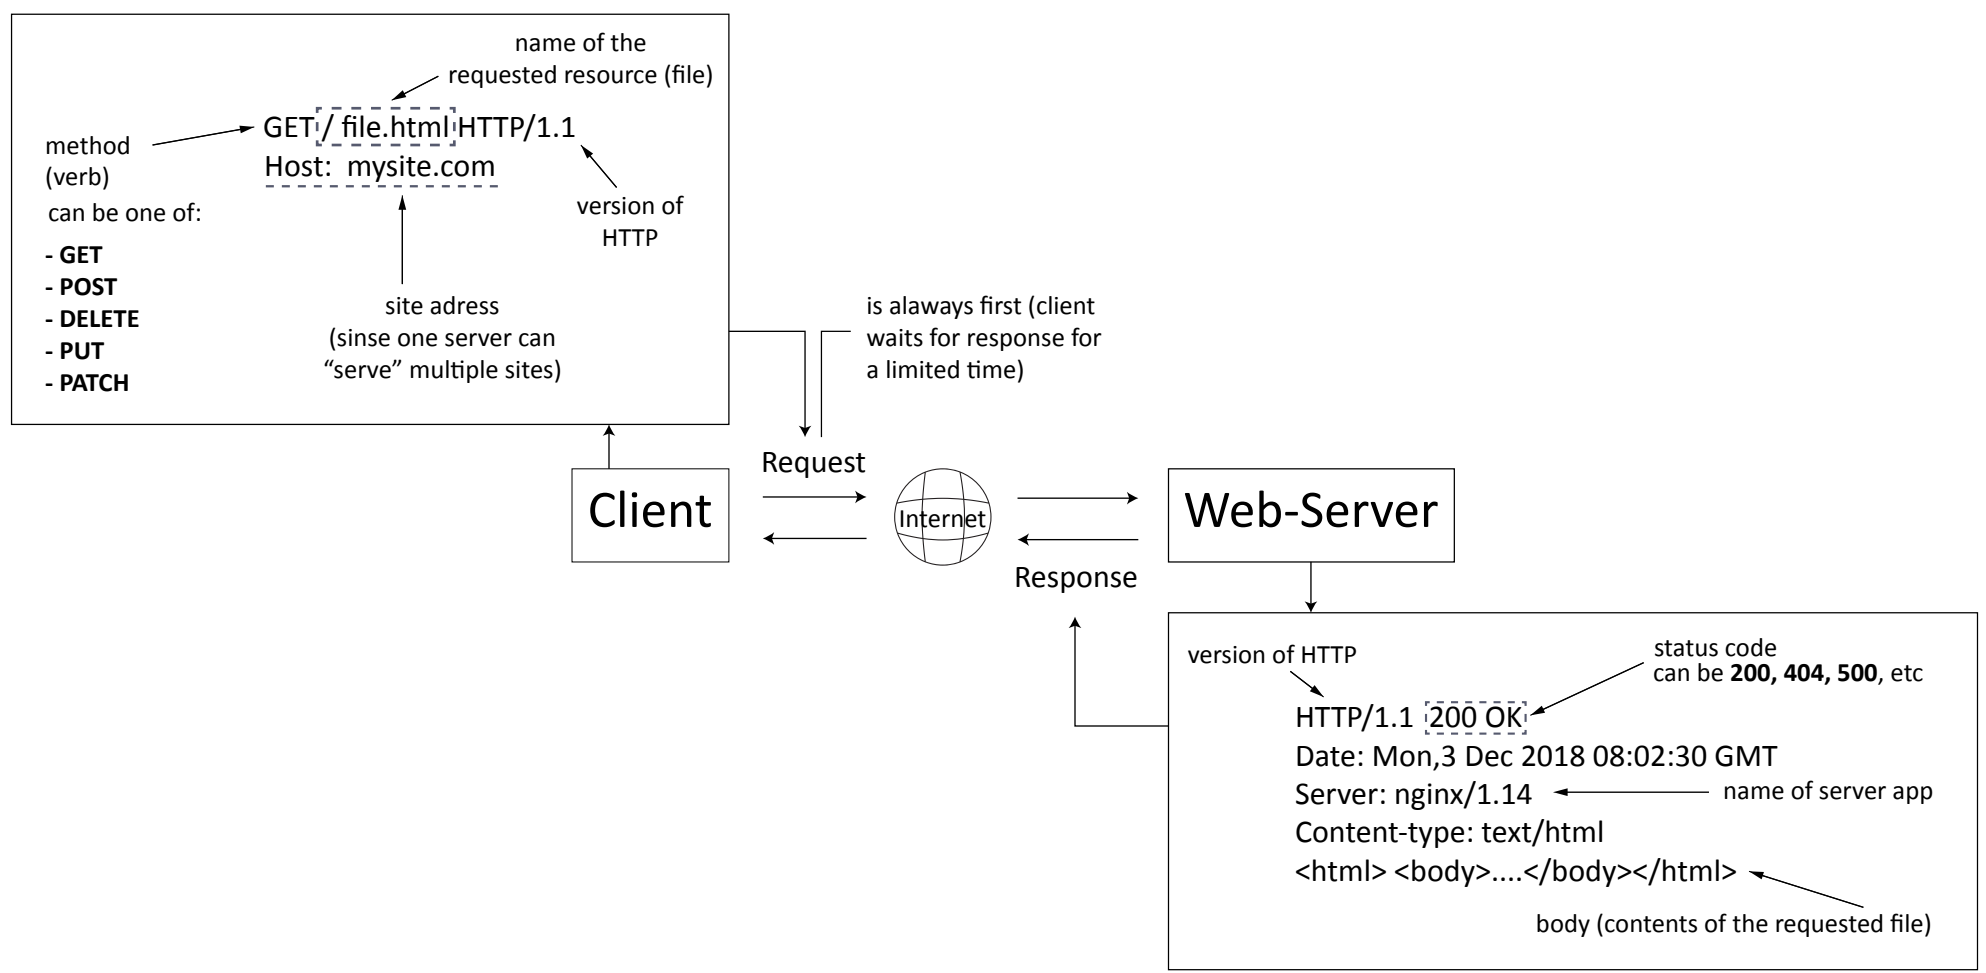 name of the
requested resource (file)
GET / file.html HTTP/1.1
Host: mysite.com
method
(verb)
can be one of:
- GET
- POST
- DELETE
- PUT
- PATCH
version of
HTTP
site adress
(sinse one server can
“serve” multiple sites)
is alaways first (client
waits for response for
a limited time)
Request
Client
Internet
Web-Server
Response
version of HTTP
status code
can be 200, 404, 500, etc
HTTP/1.1 200 OK
Date: Mon,3 Dec 2018 08:02:30 GMT
Server: nginx/1.14
name of server app
Content-type: text/html
<html> <body>....</body></html>
body (contents of the requested file)